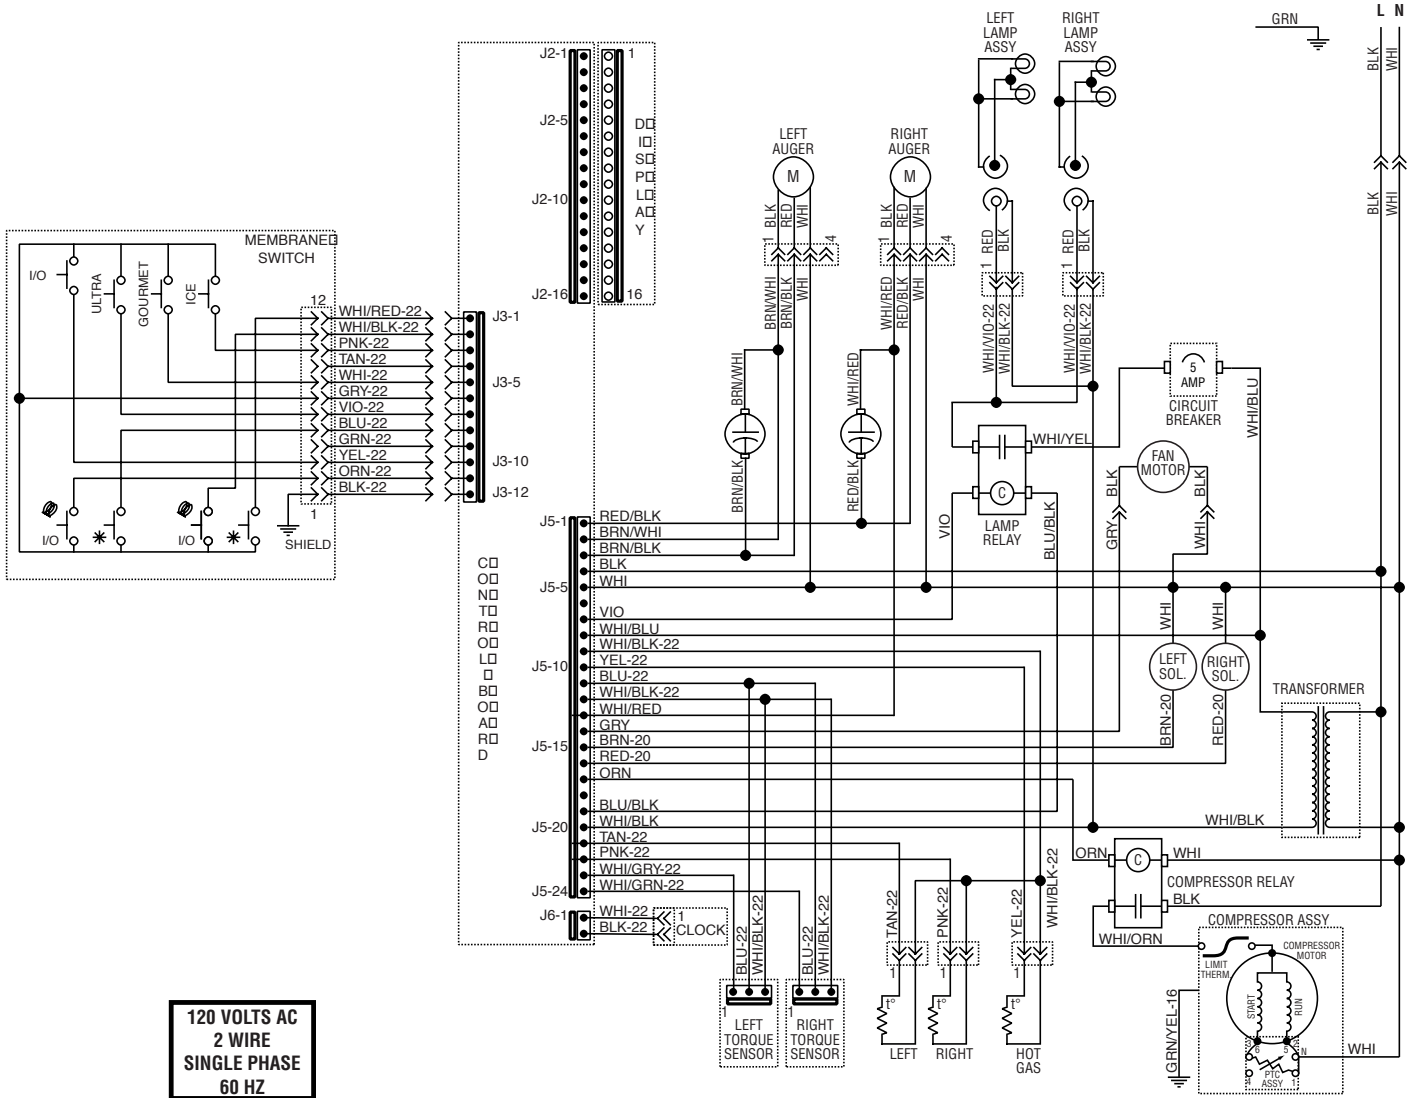 L N
GRN
BLK
WHI
BLK
WHI
LEFT
LAMP
ASSY
RIGHT
LAMP
ASSY
J2-1
J2-5
J2-10
J2-16
1
16
D
I
S
P
L
A
Y
LEFT
AUGER
M
RIGHT
AUGER
M
BLK
RED
WHI
1
4
BLK
RED
WHI
1
4
BRN/WHI
BRN/BLK
WHI
WHI/RED
RED/BLK
WHI
1
RED
BLK
1
RED
BLK
WHI/VIO-22
WHI/BLK-22
WHI/VIO-22
WHI/BLK-22
BRN/WHI
BRN/BLK
WHI/RED
RED/BLK
MEMBRANE
SWITCH
I/O
ULTRA
GOURMET
ICE
12
1
SHIELD
I/O
I/O
WHI/RED-22
WHI/BLK-22
PNK-22
TAN-22
WHI-22
GRY-22
VIO-22
BLU-22
GRN-22
YEL-22
ORN-22
BLK-22
J3-1
J3-5
J3-10
J3-12
5
AMP
CIRCUIT
BREAKER
WHI/BLU
WHI/YEL
C
LAMP
RELAY
VIO
BLU/BLK
FAN
MOTOR
BLK
GRY
BLK
WHI
C
O
N
T
R
O
L
B
O
A
R
D
J5-1
J5-5
J5-10
J5-15
J5-20
J5-24
J6-1
RED/BLK
BRN/WHI
BRN/BLK
BLK
WHI
VIO
WHI/BLU
WHI/BLK-22
YEL-22
BLU-22
WHI/BLK-22
WHI/RED
GRY
BRN-20
RED-20
ORN
BLU/BLK
WHI/BLK
TAN-22
PNK-22
WHI/GRY-22
WHI/GRN-22
WHI-22
BLK-22
1
CLOCK
WHI
WHI
LEFT
SOL.
RIGHT
SOL.
BRN-20
RED-20
TRANSFORMER
WHI/BLK
ORN
C
WHI
COMPRESSOR RELAY
BLK
WHI/ORN
BLU-22
WHI/BLK-22
BLU-22
WHI/BLK-22
1
LEFT
TORQUE
SENSOR
1
RIGHT
TORQUE
SENSOR
TAN-22
PNK-22
YEL-22
WHI/BLK-22
1
1
1
t°
t°
t°
LEFT
RIGHT
HOT
GAS
COMPRESSOR ASSY
LIMIT
THERM.
COMPRESSOR
MOTOR
START
RUN
GRN/YEL-16
3
6
5
2
N
4
1
PTC
ASSY
WHI
120 VOLTS AC
2 WIRE
SINGLE PHASE
60 HZ